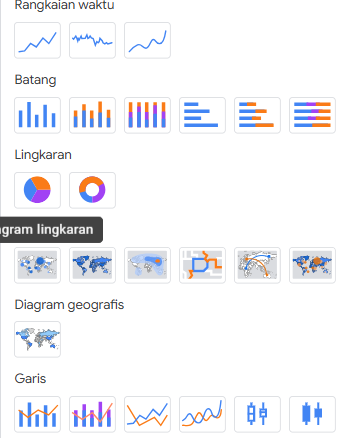 Rangkaian waktu
Batang
Lingkaran
gram lingkaran
Diagram geografis
Garis